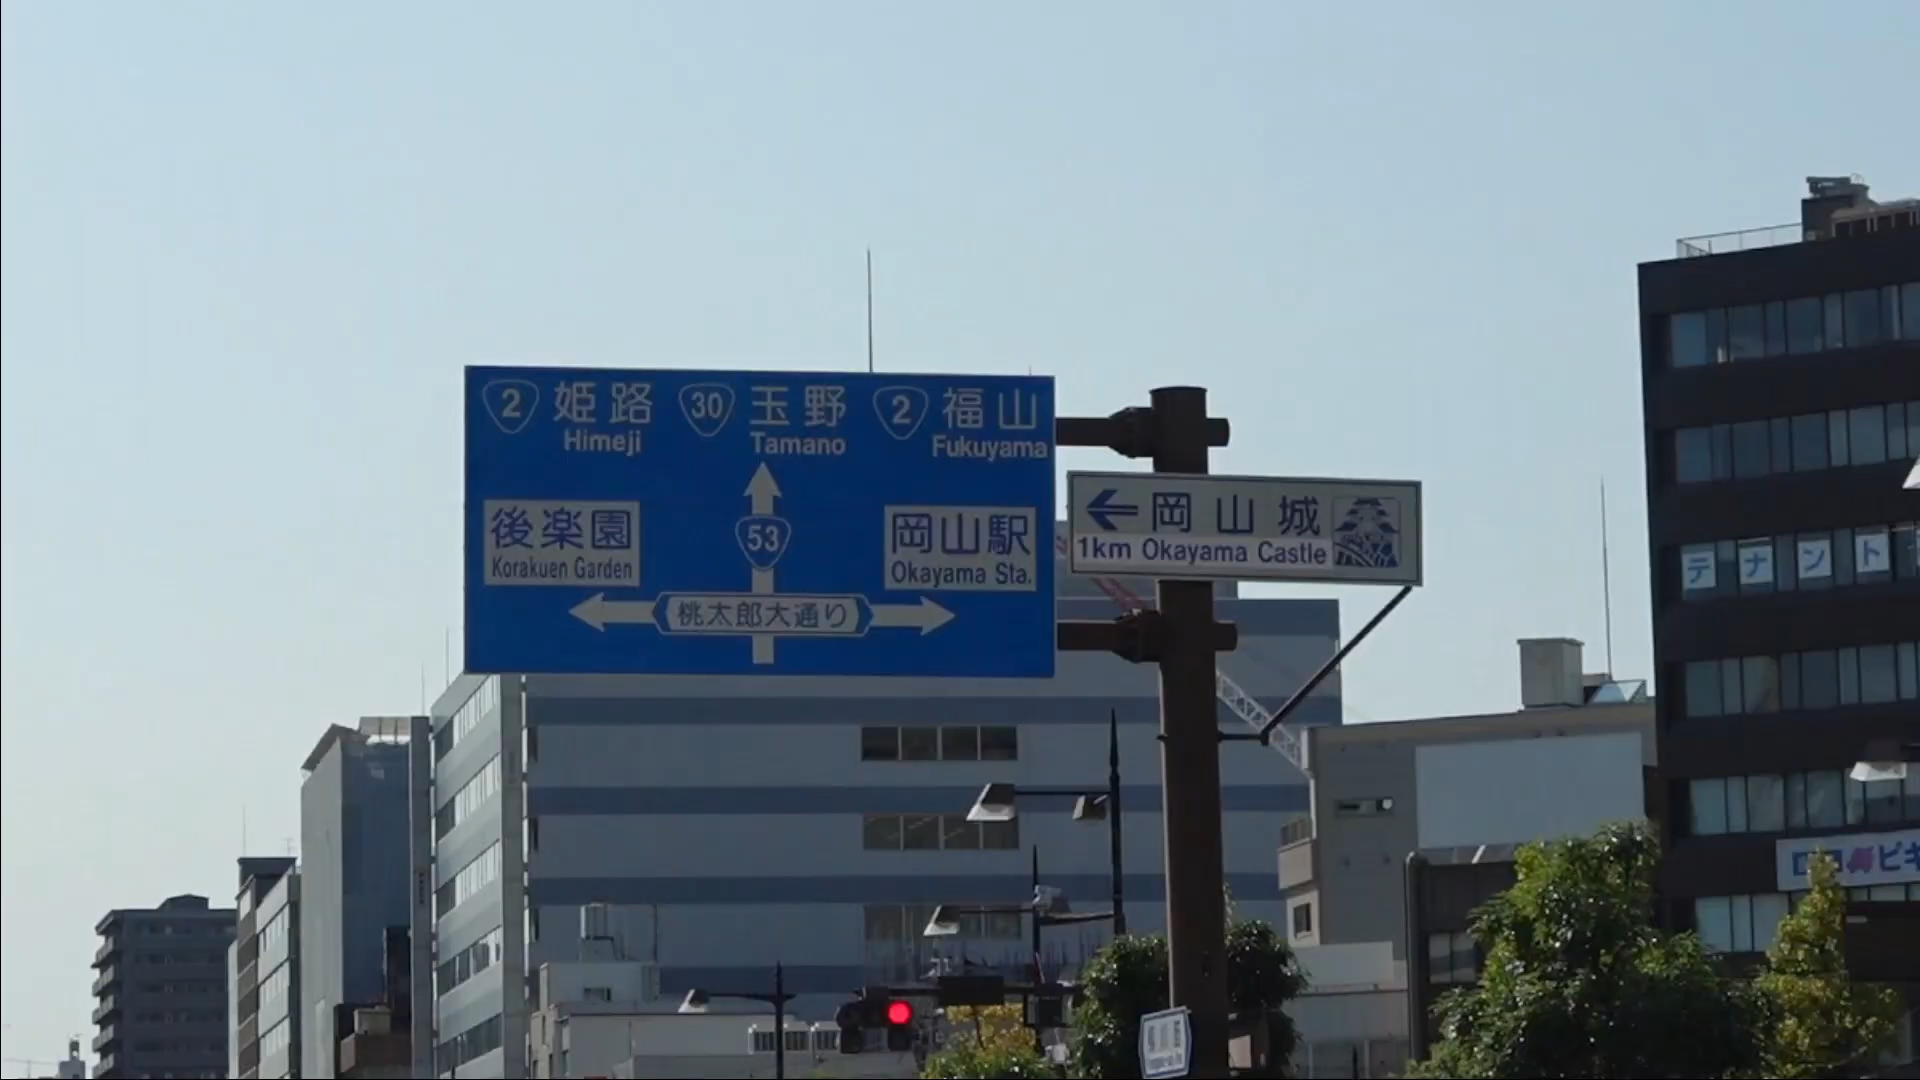 2 姫路 30 玉野 2 福山
Himeji Tamano Fukuyama
後楽園
Korakuen Garden
53
岡山駅
Okayama Sta.
桃太郎大通り
岡山城
1km Okayama Castle
テナント
ピキ